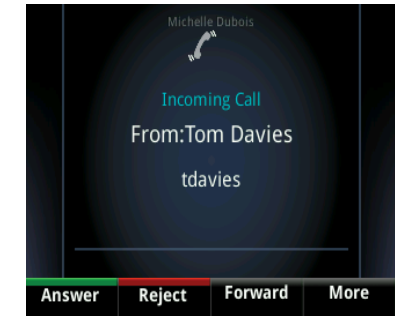 Michelle Dubois
Incoming Call
From:Tom Davies
tdavies
Answer Reject Forward More